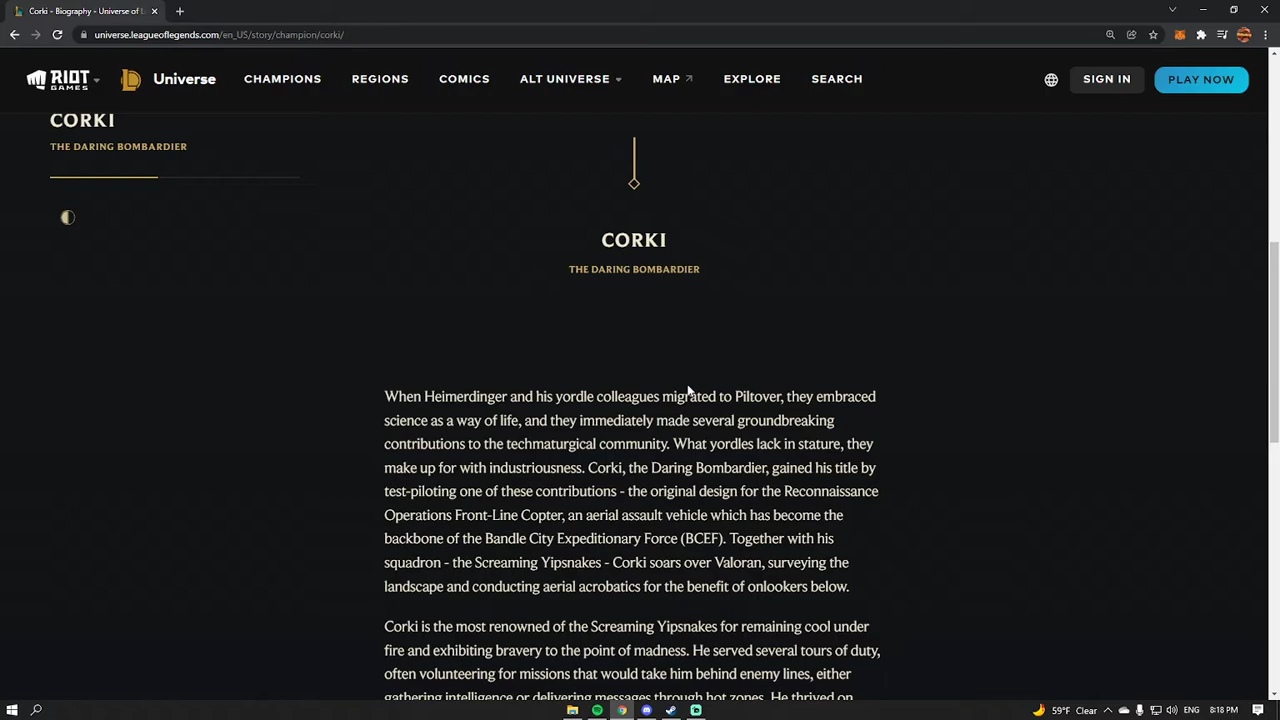 Corki - Biography - Universe of L
universe.leagueoflegends.com/en_US/story/champion/corki/
RIOT GAMES
Universe
CHAMPIONS
REGIONS
COMICS
ALT UNIVERSE
MAP
EXPLORE
SEARCH
SIGN IN
PLAY NOW
CORKI
THE DARING BOMBARDIER
CORKI
THE DARING BOMBARDIER
When Heimerdinger and his yordle colleagues migrated to Piltover, they embraced
science as a way of life, and they immediately made several groundbreaking
contributions to the techmaturgical community. What yordles lack in stature, they
make up for with industriousness. Corki, the Daring Bombardier, gained his title by
test-piloting one of these contributions - the original design for the Reconnaissance
Operations Front-Line Copter, an aerial assault vehicle which has become the
backbone of the Bandle City Expeditionary Force (BCEF). Together with his
squadron - the Screaming Yipsnakes - Corki soars over Valoran, surveying the
landscape and conducting aerial acrobatics for the benefit of onlookers below.
Corki is the most renowned of the Screaming Yipsnakes for remaining cool under
fire and exhibiting bravery to the point of madness. He served several tours of duty,
often volunteering for missions that would take him behind enemy lines, either
gathering intelligence or delivering messages through hot zones. He thrived on
59°F Clear
ENG
8:18 PM